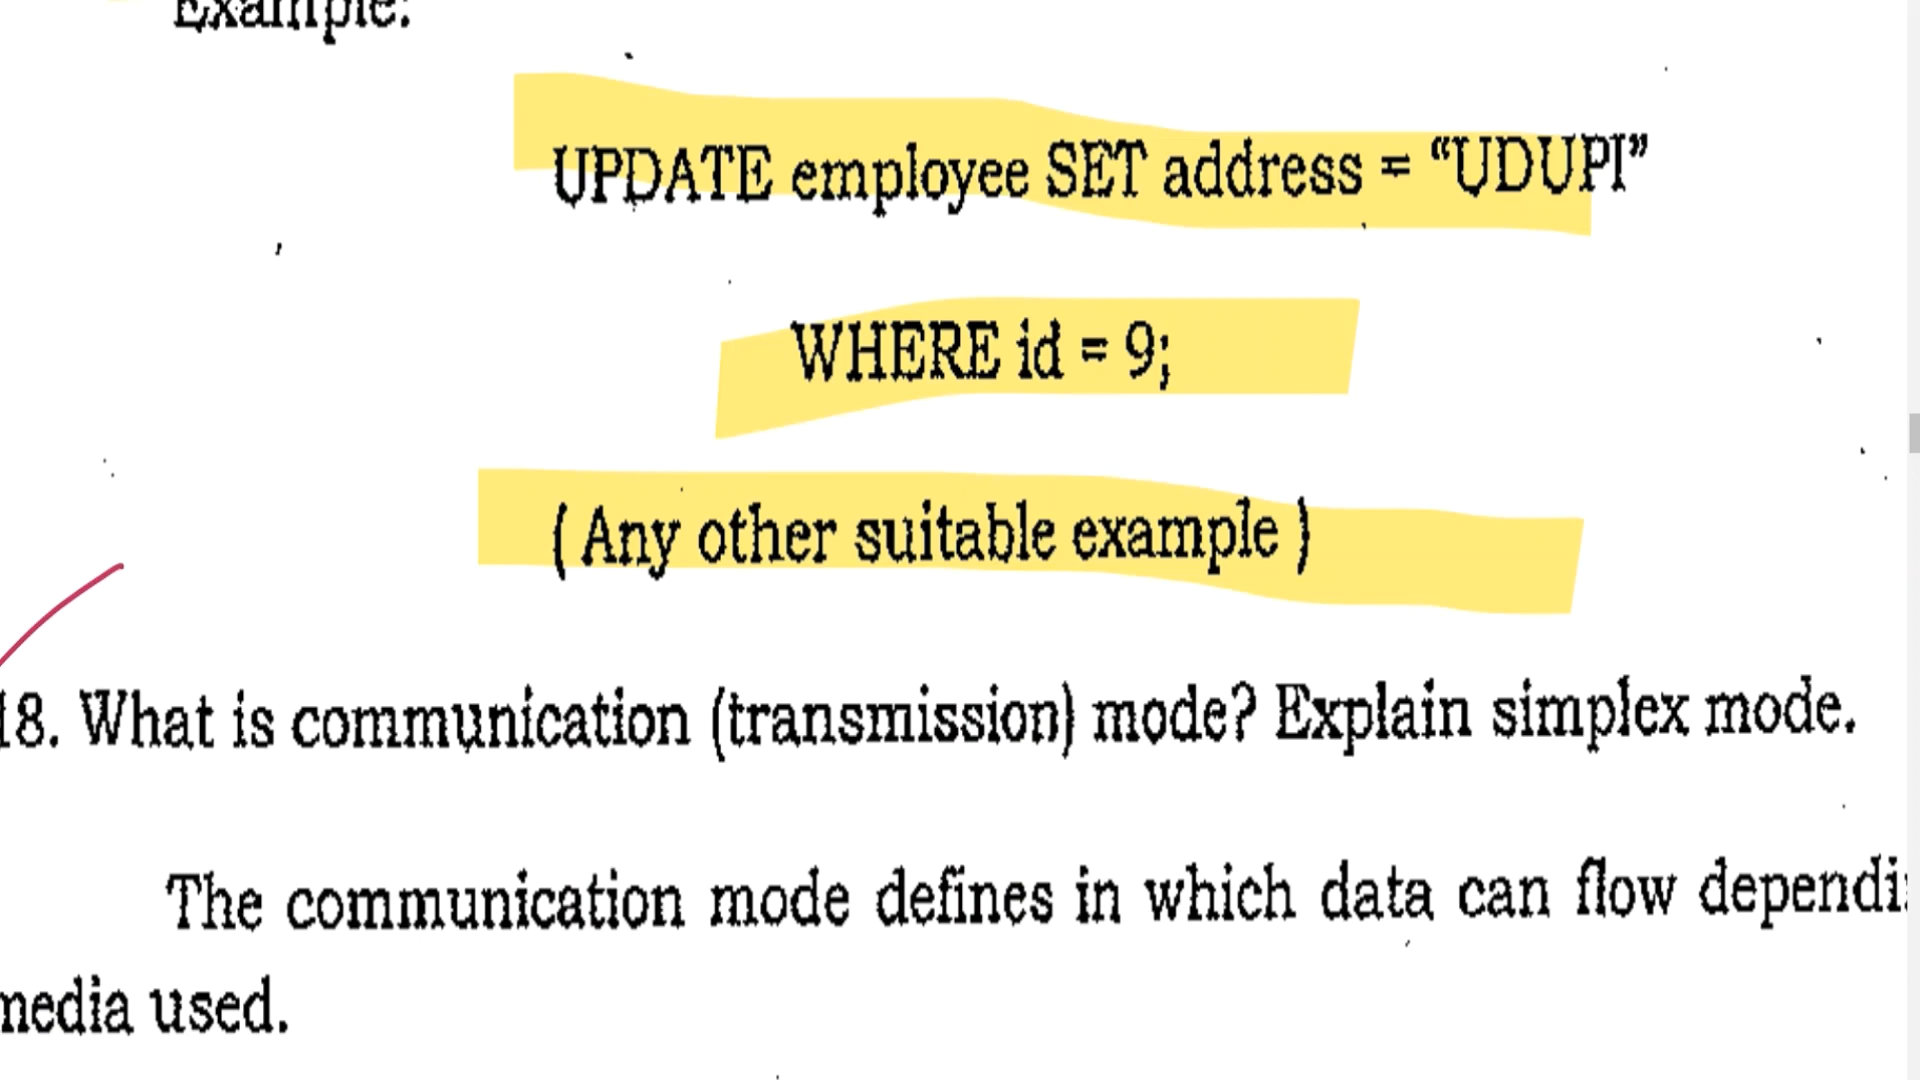 Example:
UPDATE employee SET address = “UDUPI”
WHERE id = 9;
( Any other suitable example )
18. What is communication (transmission) mode? Explain simplex mode.
The communication mode defines in which data can flow
media used.